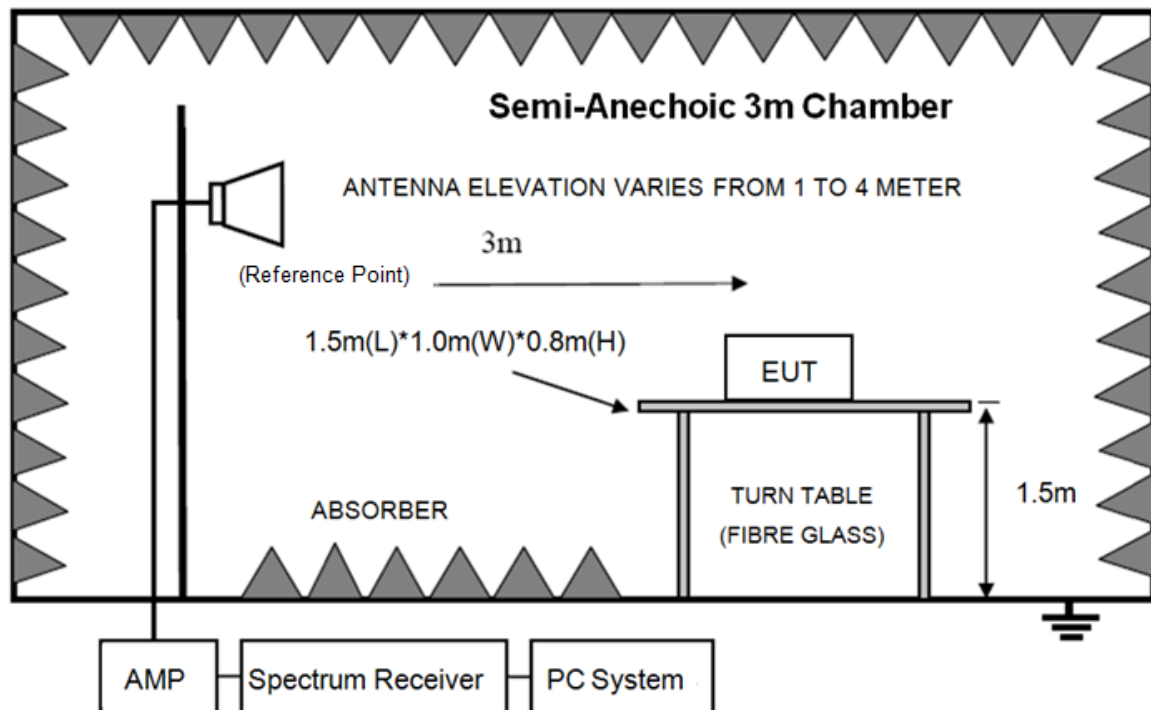 Semi-Anechoic 3m Chamber
ANTENNA ELEVATION VARIES FROM 1 TO 4 METER
3m
(Reference Point)
1.5m(L)*1.0m(W)*0.8m(H)
EUT
ABSORBER
TURN TABLE
(FIBRE GLASS)
1.5m
AMP
Spectrum Receiver
PC System